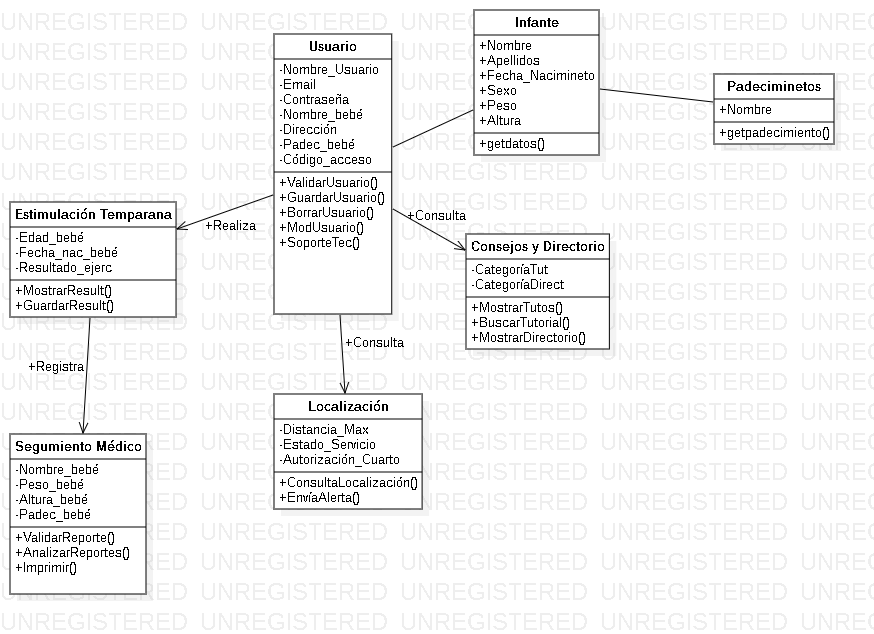 Infante
+Nombre
+Apellidos
+Fecha_Nacimineto
+Sexo
+Peso
+Altura
+getdatos()
Usuario
-Nombre_Usuario
-Email
-Contraseña
-Nombre_bebé
-Dirección
-Padec_bebé
-Código_acceso
+ValidarUsuario()
+GuardarUsuario()
+BorrarUsuario()
+ModUsuario()
+SoporteTec()
Padeciminetos
+Nombre
+getpadecimiento()
Estimulación Temparana
-Edad_bebé
-Fecha_nac_bebé
-Resultado_ejerc
+MostrarResult()
+GuardarResult()
+Realiza
+Consulta
Consejos y Directorio
-CategoríaTut
-CategoríaDirect
+MostrarTutos()
+BuscarTutorial()
+MostrarDirectorio()
+Consulta
+Registra
Localización
-Distancia_Max
-Estado_Servicio
-Autorización_Cuarto
+ConsultaLocalización()
+EnvíaAlerta()
Segumiento Médico
-Nombre_bebé
-Peso_bebé
-Altura_bebé
-Padec_bebé
+ValidarReporte()
+AnalizarReportes()
+Imprimir()
UNREGISTERED